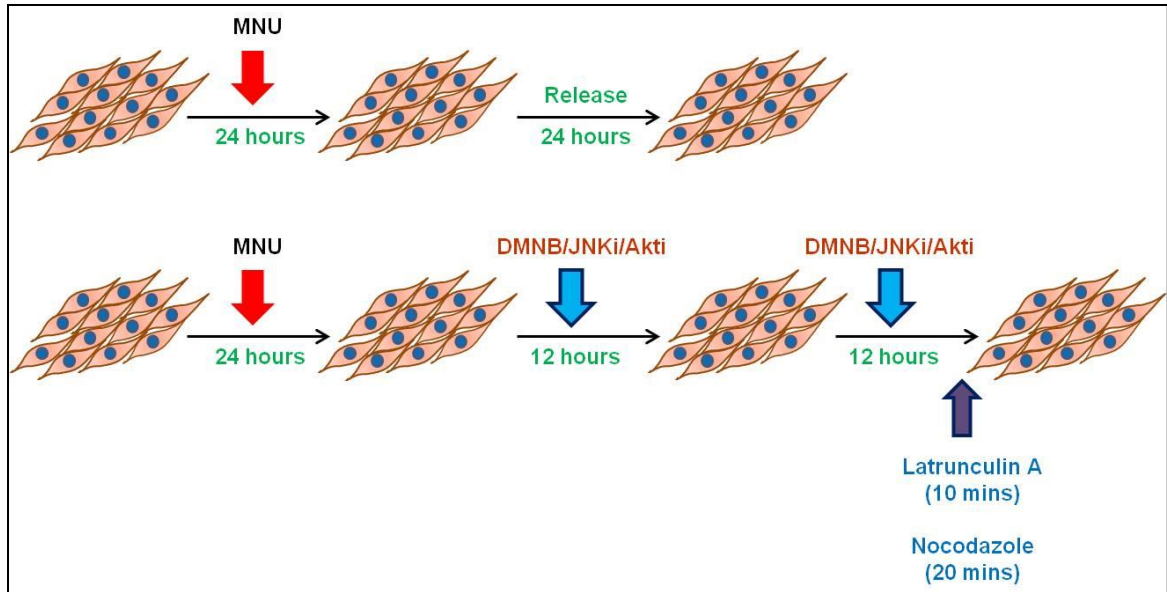 MNU
24 hours
Release
24 hours
MNU
24 hours
DMNB/JNKi/Akti
12 hours
DMNB/JNKi/Akti
12 hours
Latrunculin A
(10 mins)
Nocodazole
(20 mins)